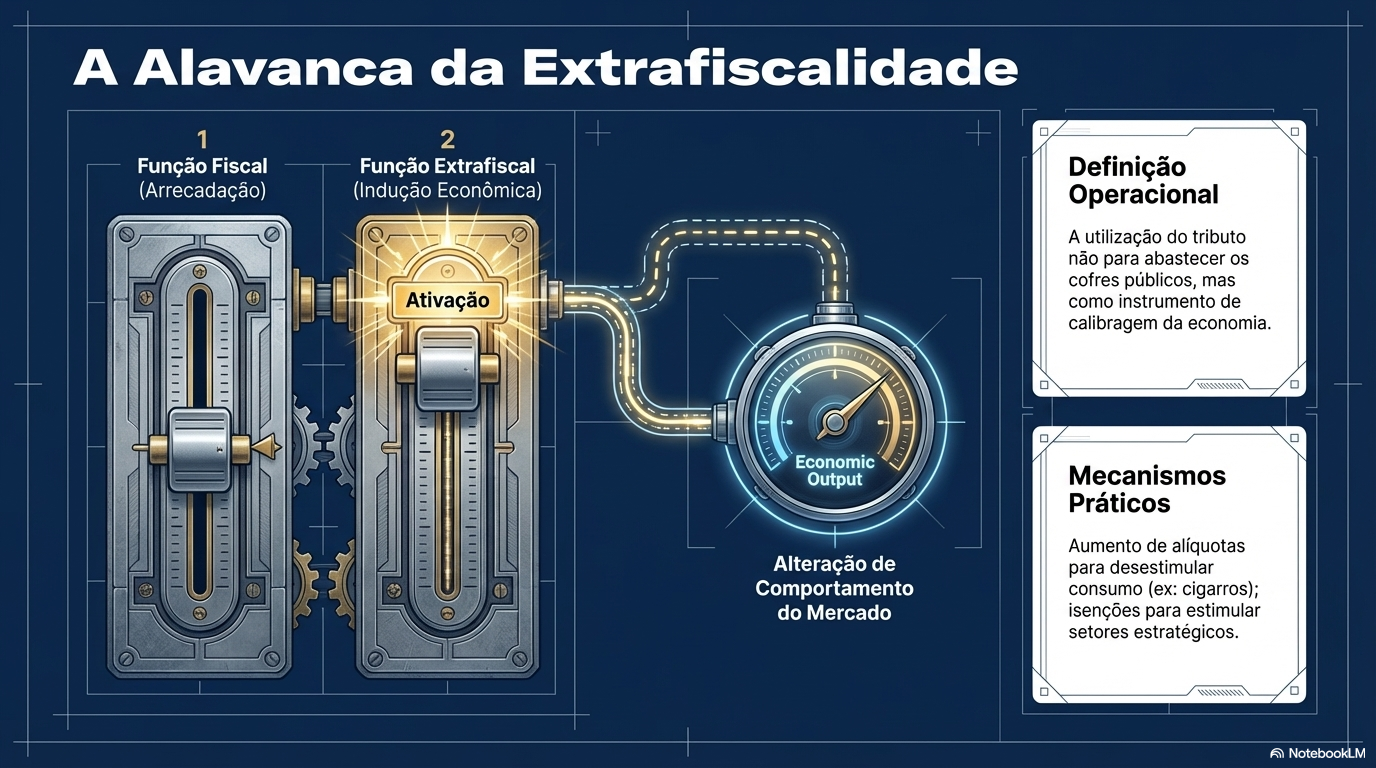 A Alavanca da Extrafiscalidade
1
Função Fiscal
(Arrecadação)
2
Função Extrafiscal
(Indução Econômica)
Ativação
Economic
Output
Alteração de
Comportamento
do Mercado
Definição
Operacional
A utilização do tributo
não para abastecer os
cofres públicos, mas
como instrumento de
calibragem da economia.
Mecanismos
Práticos
Aumento de alíquotas
para desestimular
consumo (ex: cigarros);
isenções para estimular
setores estratégicos.
NotebookLM